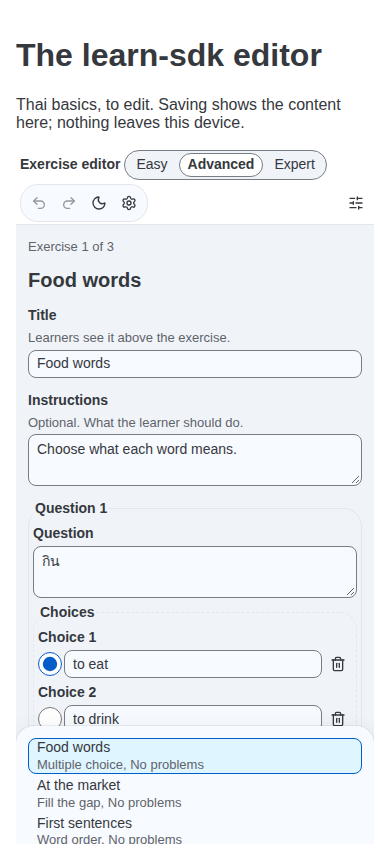 The learn-sdk editor
Thai basics, to edit. Saving shows the content
here; nothing leaves this device.
Exercise editor Easy Advanced Expert
Exercise 1 of 3
Food words
Title
Learners see it above the exercise.
Food words
Instructions
Optional. What the learner should do.
Choose what each word means.
Question 1
Question
กิน
Choices
Choice 1
to eat
Choice 2
to drink
Food words
Multiple choice, No problems
At the market
Fill the gap, No problems
First sentences
Word order, No problems